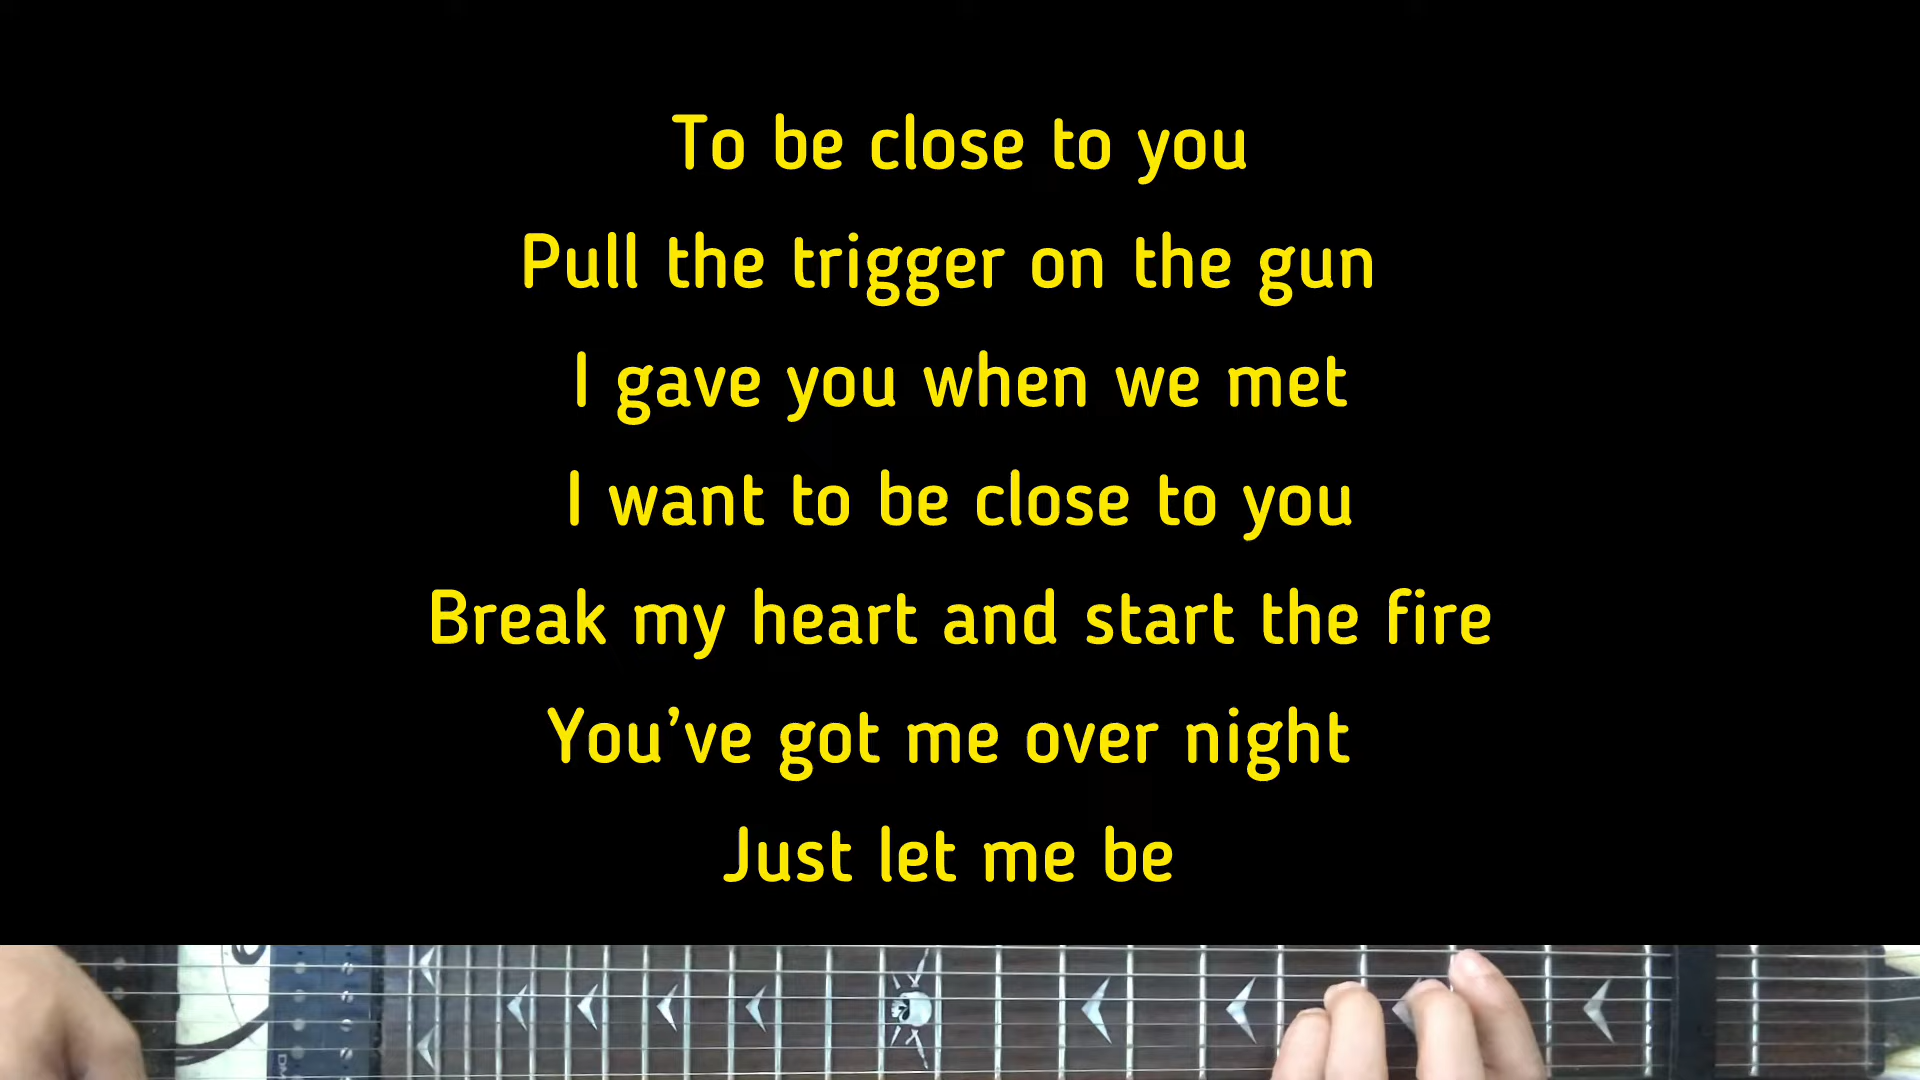 To be close to you
Pull the trigger on the gun
I gave you when we met
I want to be close to you
Break my heart and start the fire
You’ve got me over night
Just let me be